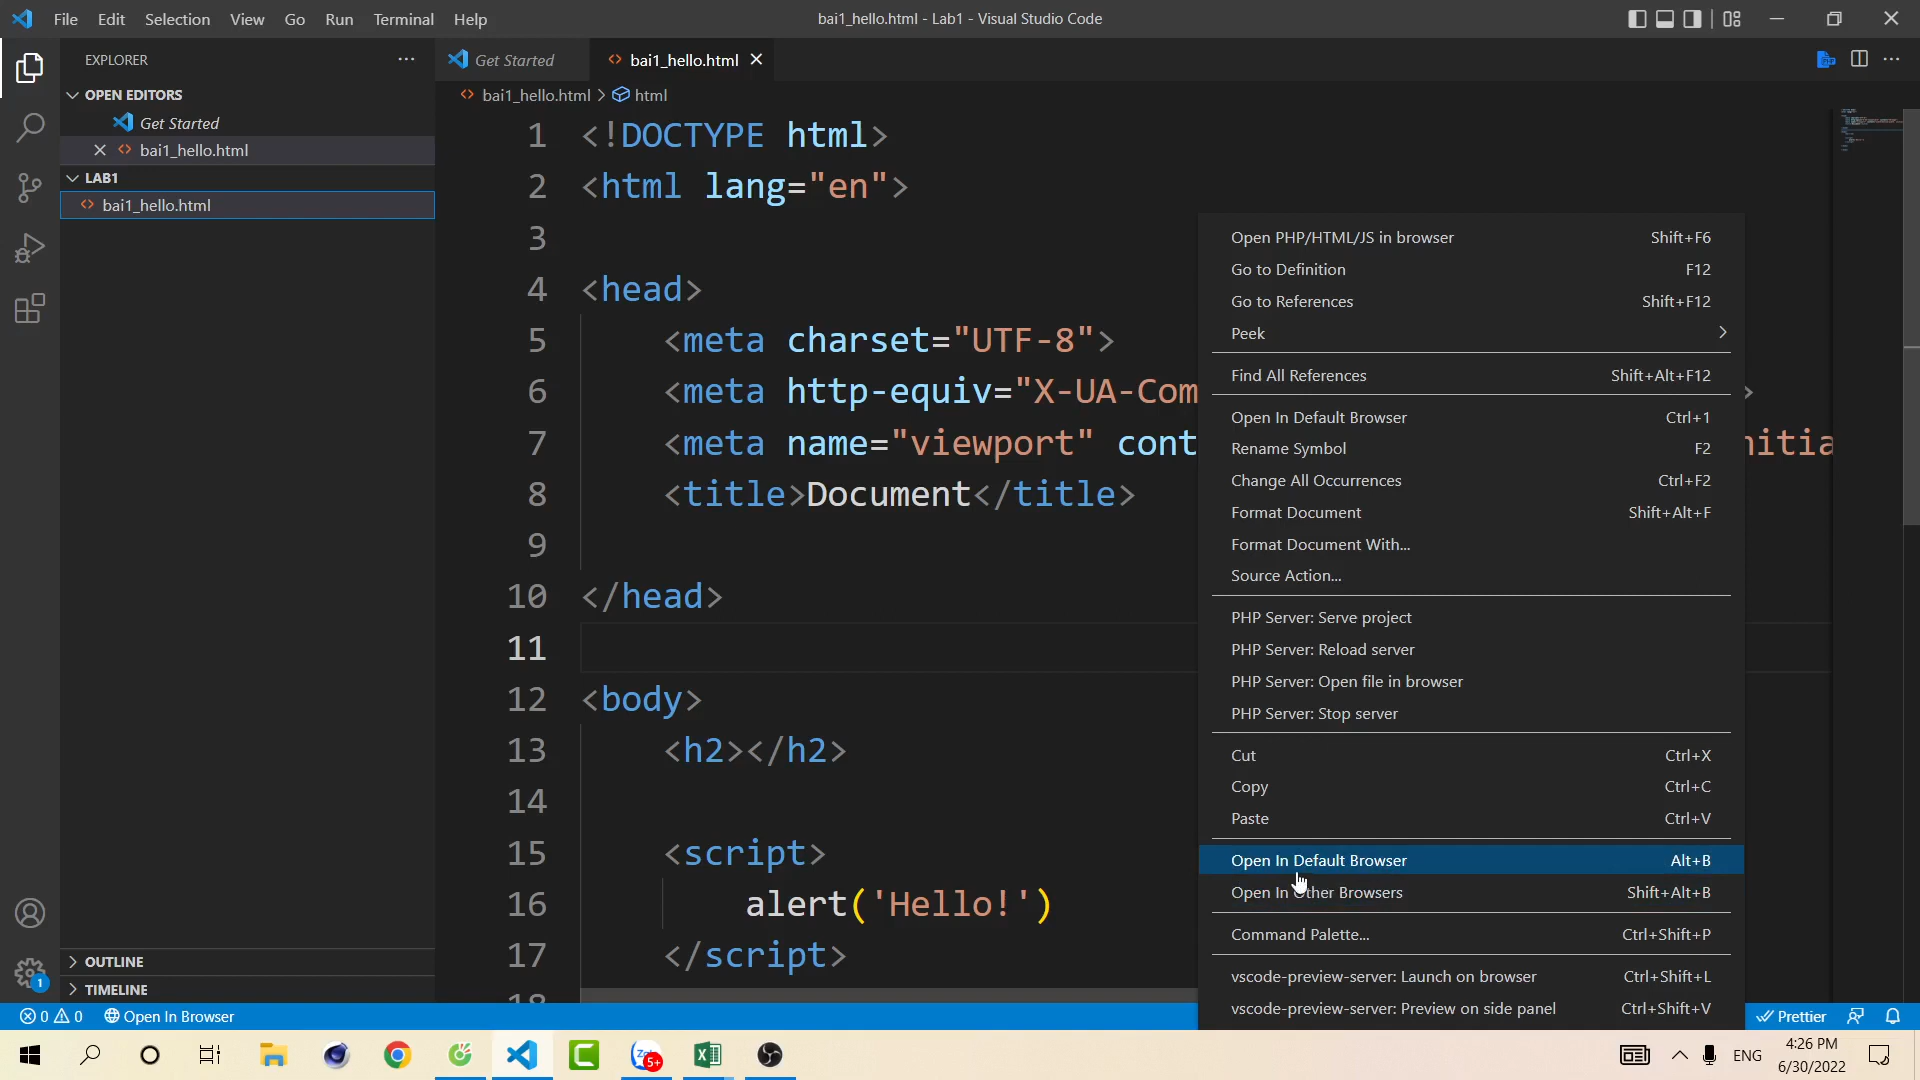 File Edit Selection View Go Run Terminal Help
bai1_hello.html - Lab1 - Visual Studio Code
EXPLORER
OPEN EDITORS
Get Started
bai1_hello.html
LAB1
bai1_hello.html
OUTLINE
TIMELINE
Get Started
bai1_hello.html
bai1_hello.html > html
1 <!DOCTYPE html>
2 <html lang="en">
3
4 <head>
5 <meta charset="UTF-8">
6 <meta http-equiv="X-UA-Com >
7 <meta name="viewport" cont nitia
8 <title>Document</title>
9
10 </head>
11
12 <body>
13 <h2></h2>
14
15 <script>
16 alert('Hello!')
17 </script>
18
Open PHP/HTML/JS in browser Shift+F6
Go to Definition F12
Go to References Shift+F12
Peek
Find All References Shift+Alt+F12
Open In Default Browser Ctrl+1
Rename Symbol F2
Change All Occurrences Ctrl+F2
Format Document Shift+Alt+F
Format Document With...
Source Action...
PHP Server: Serve project
PHP Server: Reload server
PHP Server: Open file in browser
PHP Server: Stop server
Cut Ctrl+X
Copy Ctrl+C
Paste Ctrl+V
Open In Default Browser Alt+B
Open In Other Browsers Shift+Alt+B
Command Palette... Ctrl+Shift+P
vscode-preview-server: Launch on browser Ctrl+Shift+L
vscode-preview-server: Preview on side panel Ctrl+Shift+V
1
0 0 Open In Browser
Prettier
5+
ENG
4:26 PM
6/30/2022